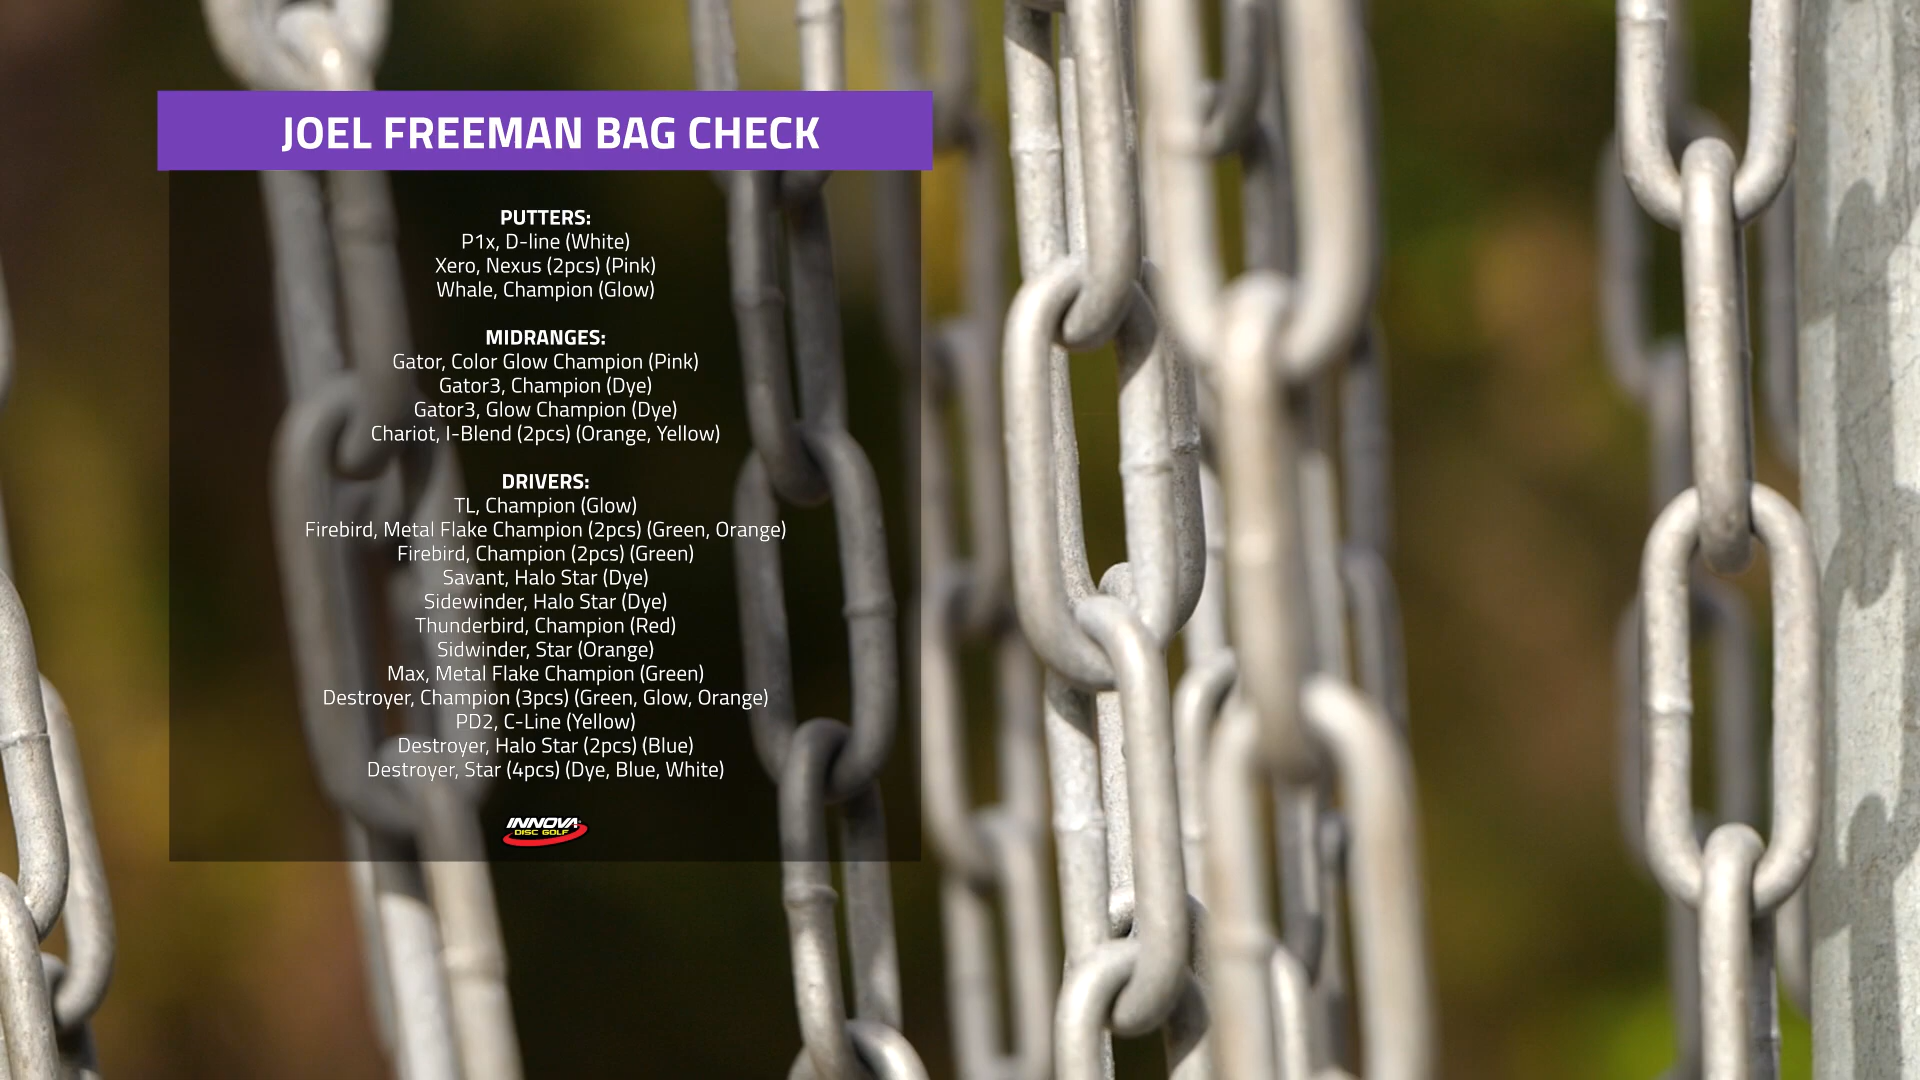 JOEL FREEMAN BAG CHECK
PUTTERS:
P1x, D-line (White)
Xero, Nexus (2pcs) (Pink)
Whale, Champion (Glow)
MIDRANGES:
Gator, Color Glow Champion (Pink)
Gator3, Champion (Dye)
Gator3, Glow Champion (Dye)
Chariot, I-Blend (2pcs) (Orange, Yellow)
DRIVERS:
TL, Champion (Glow)
Firebird, Metal Flake Champion (2pcs) (Green, Orange)
Firebird, Champion (2pcs) (Green)
Savant, Halo Star (Dye)
Sidewinder, Halo Star (Dye)
Thunderbird, Champion (Red)
Sidwinder, Star (Orange)
Max, Metal Flake Champion (Green)
Destroyer, Champion (3pcs) (Green, Glow, Orange)
PD2, C-Line (Yellow)
Destroyer, Halo Star (2pcs) (Blue)
Destroyer, Star (4pcs) (Dye, Blue, White)
INNOVA
DISC GOLF